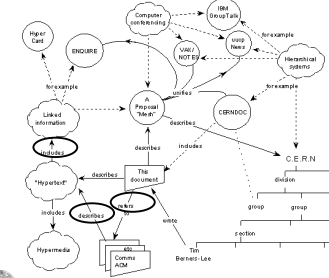 IBM
GroupTalk
Computer
conferencing
Hyper
Card
uucp
News
for example
ENQUIRE
VAX/
NOTES
Hierarchical
systems
for example
unifies
for example
A
Proposal
"Mesh"
CERNDOC
Linked
information
describes
includes
describes
includes
C.E.R.N
This
document
describes
division
"Hypertext"
refers
to
includes
describes
group
group
write
section
Hypermedia
etc
Comms
ACM
Tim
Berners-Lee